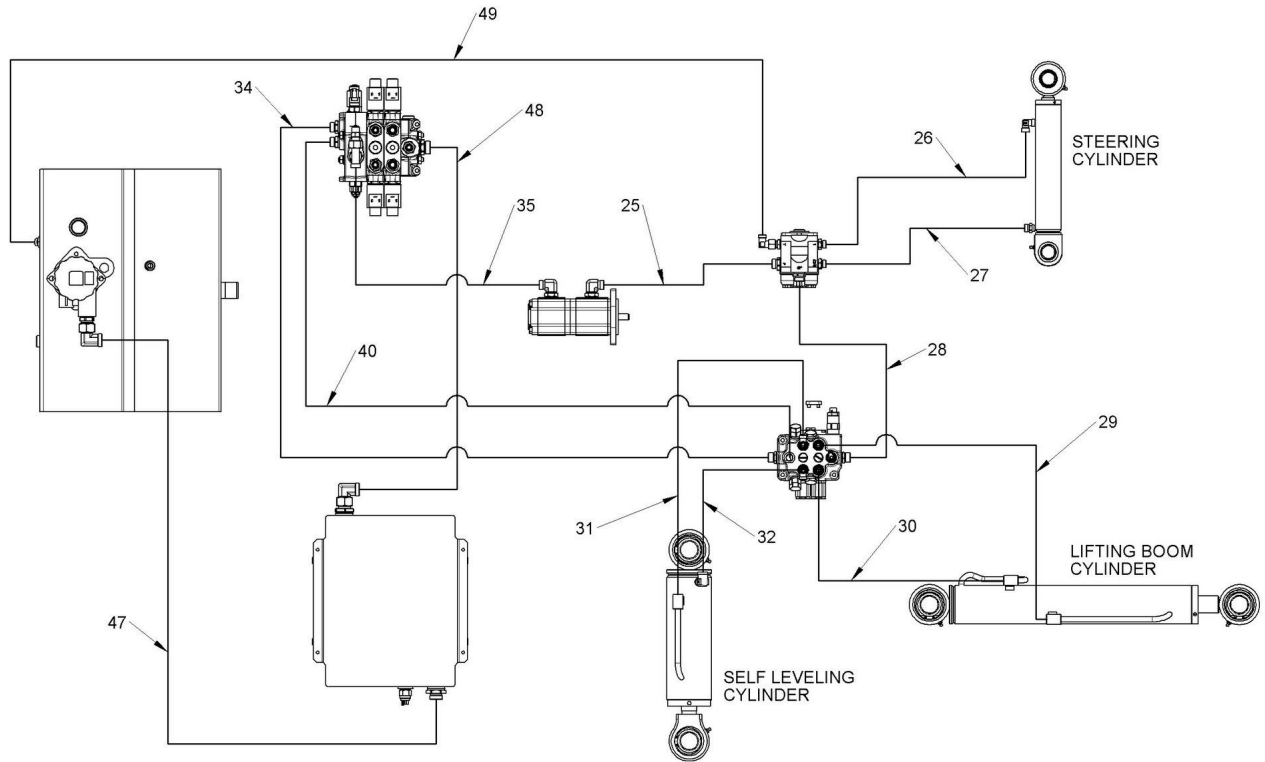 49
34
48
26
STEERING
CYLINDER
35
25
27
40
28
29
31
32
30
LIFTING BOOM
CYLINDER
47
SELF LEVELING
CYLINDER